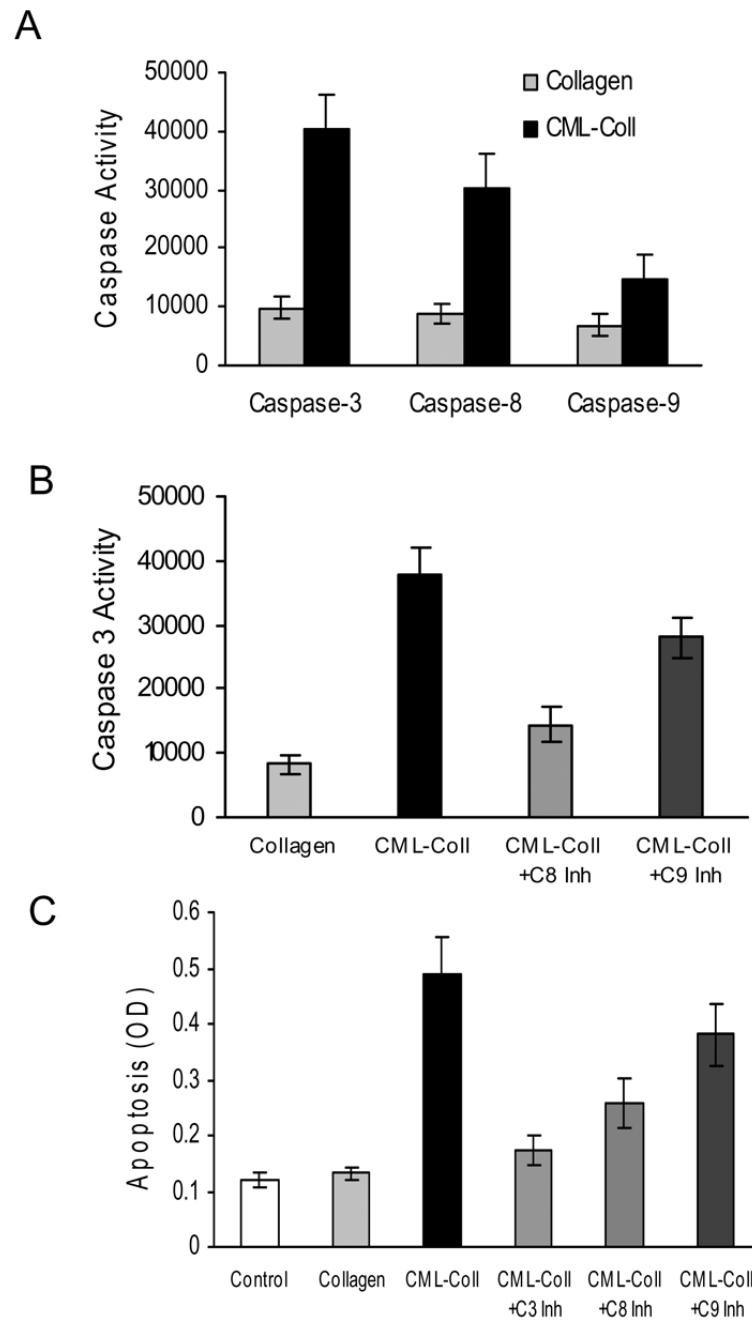 A
Caspase Activity
50000
40000
30000
20000
10000
0
Collagen
CML-Coll
Caspase-3 Caspase-8 Caspase-9
B
Caspase 3 Activity
50000
40000
30000
20000
10000
0
Collagen CML-Coll CML-Coll CML-Coll
+C8 Inh +C9 Inh
C
Apoptosis (OD)
0.6
0.5
0.4
0.3
0.2
0.1
0
Control Collagen CML-Coll CML-Coll CML-Coll CML-Coll
+C3 Inh +C8 Inh +C9 Inh